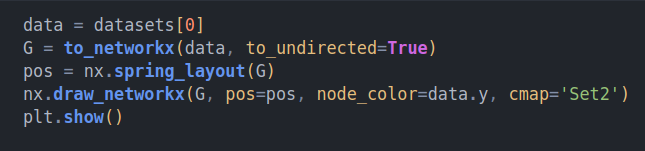 data = datasets[0]
G = to_networkx(data, to_undirected=True)
pos = nx.spring_layout(G)
nx.draw_networkx(G, pos=pos, node_color=data.y, cmap='Set2')
plt.show()